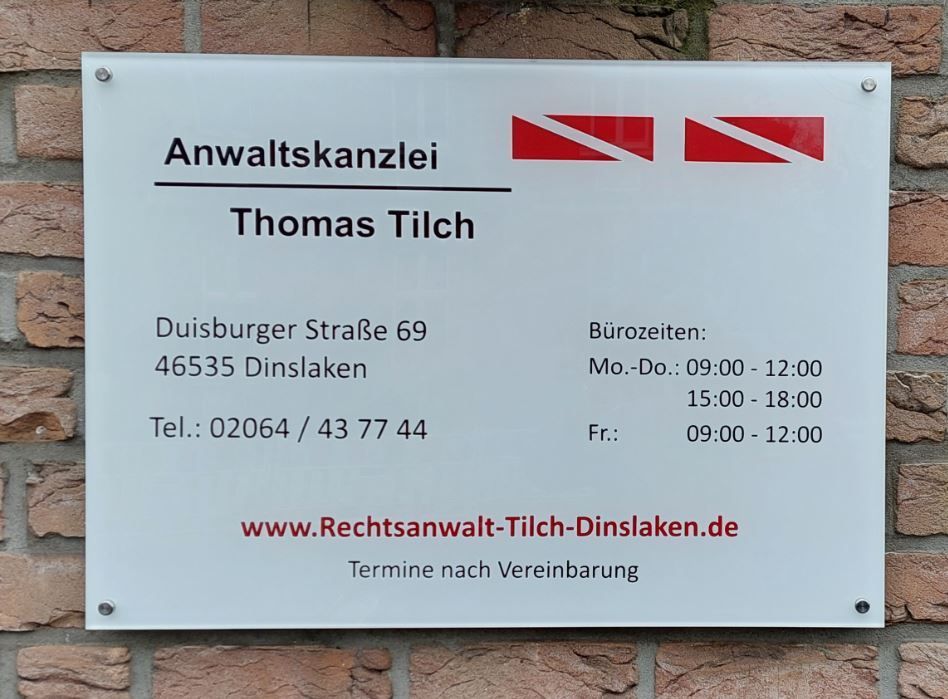 Anwaltskanzlei
Thomas Tilch
Duisburger Straße 69
46535 Dinslaken
Tel.: 02064 / 43 77 44
Bürozeiten:
Mo.-Do.: 09:00 - 12:00
15:00 - 18:00
Fr.: 09:00 - 12:00
www.Rechtsanwalt-Tilch-Dinslaken.de
Termine nach Vereinbarung